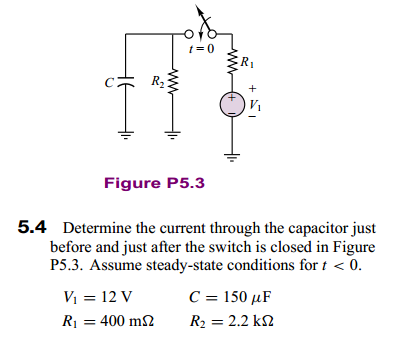 t = 0
R₁
C
R₂
+
+
V₁
−
−
Figure P5.3
5.4 Determine the current through the capacitor just
before and just after the switch is closed in Figure
P5.3. Assume steady-state conditions for t < 0.
V₁ = 12 V C = 150 μF
R₁ = 400 mΩ R₂ = 2.2 kΩ